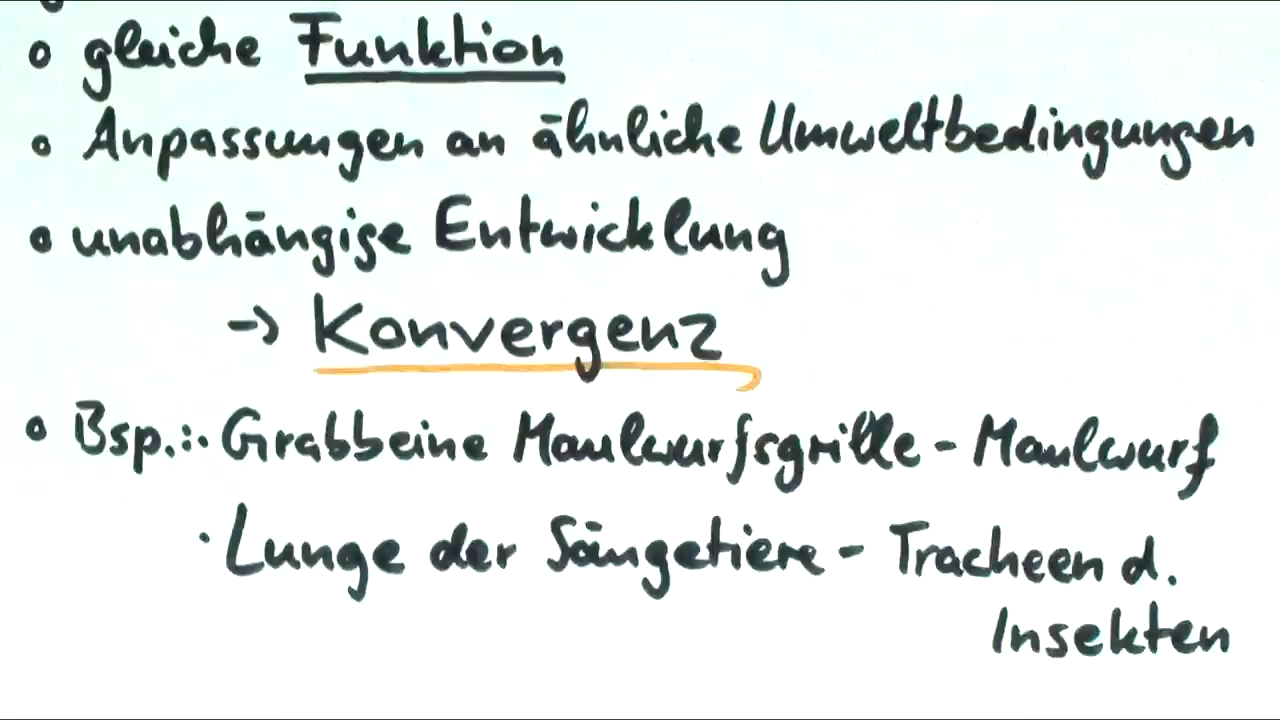 o gleiche Funktion
o Anpassungen an ähnliche Umweltbedingungen
o unabhängige Entwicklung
-> Konvergenz
o Bsp.: · Grabbeine Maulwurfsgrille - Maulwurf
· Lunge der Säugetiere - Tracheen d.
Insekten